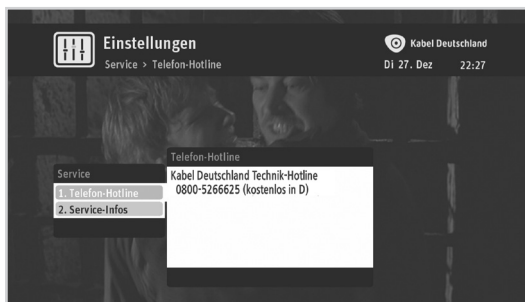 Einstellungen
Service > Telefon-Hotline
Kabel Deutschland
Di 27. Dez 22:27
Service
1. Telefon-Hotline
2. Service-Infos
Telefon-Hotline
Kabel Deutschland Technik-Hotline
0800-5266625 (kostenlos in D)